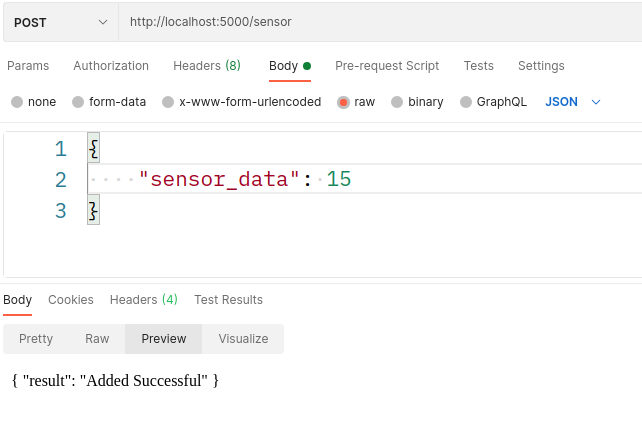 POST http://localhost:5000/sensor
Params Authorization Headers (8) Body Pre-request Script Tests Settings
none form-data x-www-form-urlencoded raw binary GraphQL JSON
1 {
2 "sensor_data": 15
3 }
Body Cookies Headers (4) Test Results
Pretty Raw Preview Visualize
{ "result": "Added Successful" }